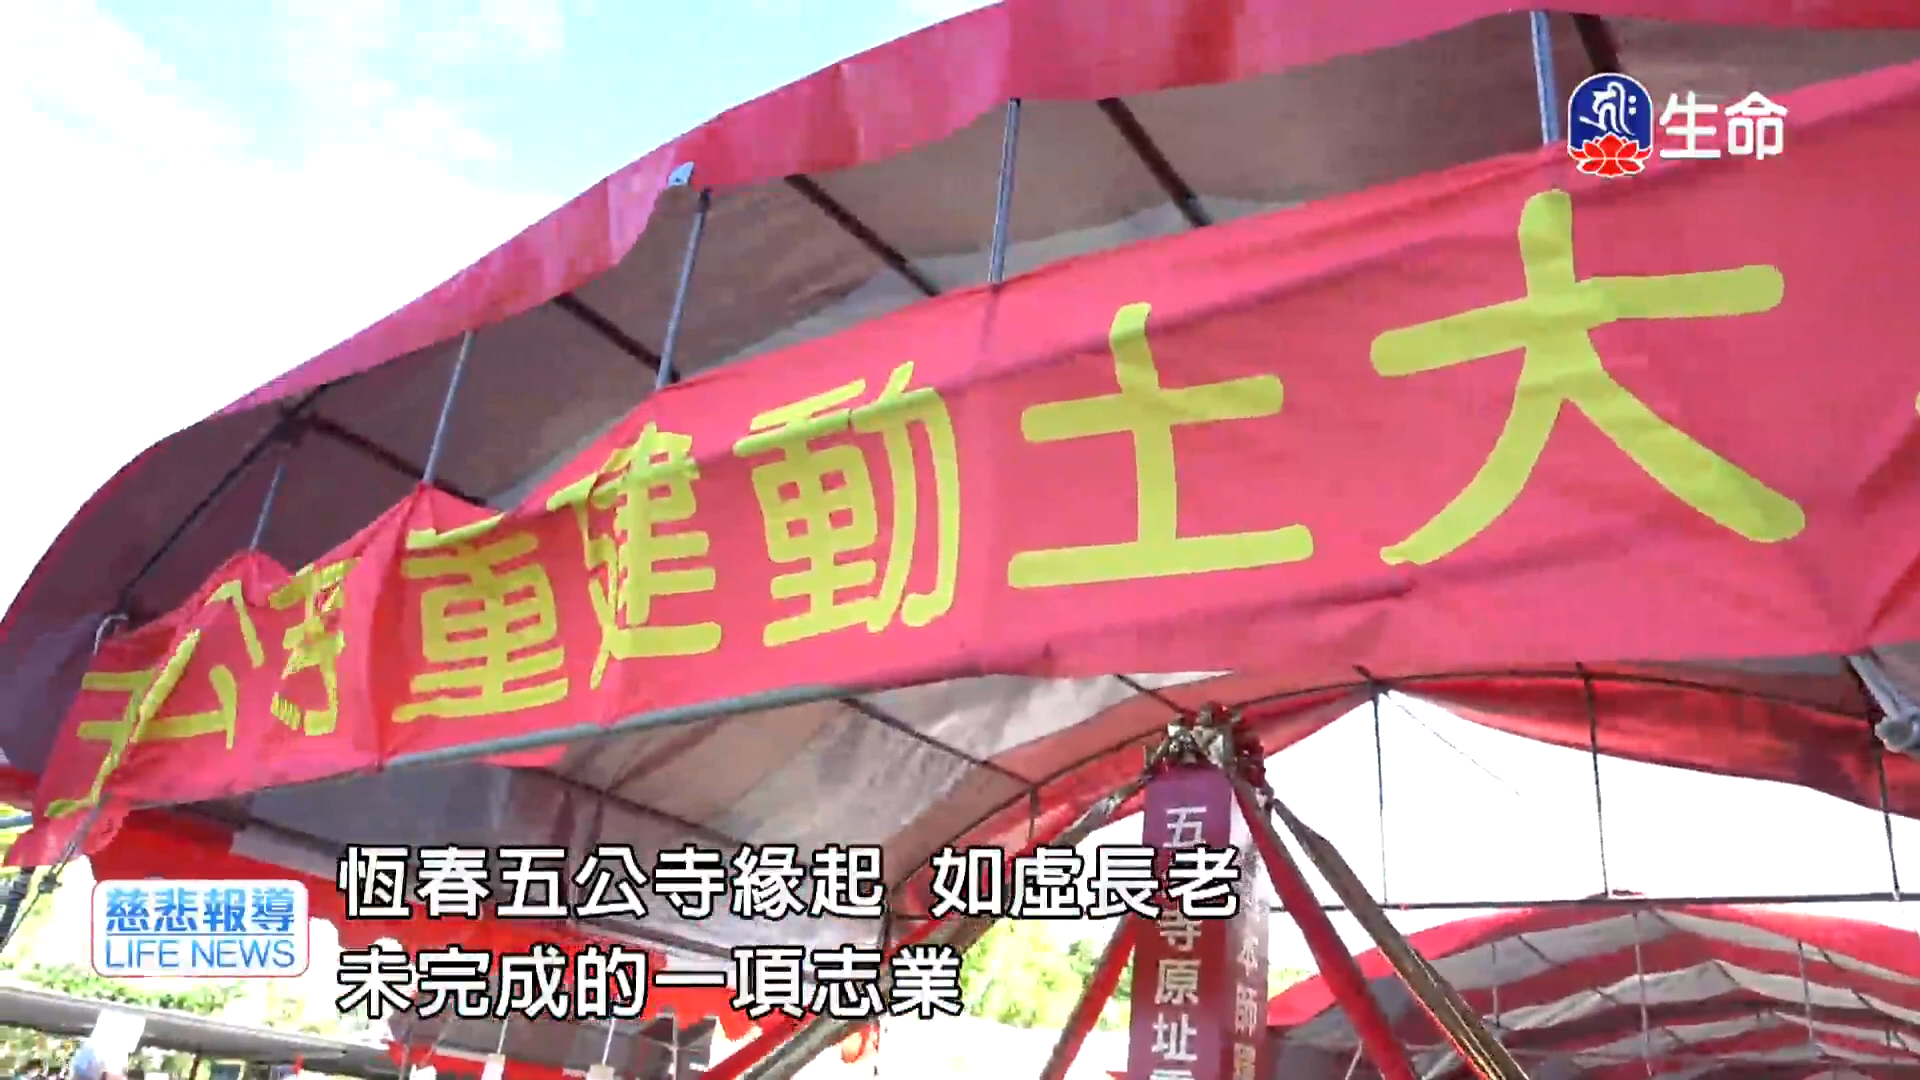 生命
五公寺重建動土大
五
寺原址
本師
恆春五公寺緣起 如虛長老
未完成的一項志業
慈悲報導
LIFE NEWS